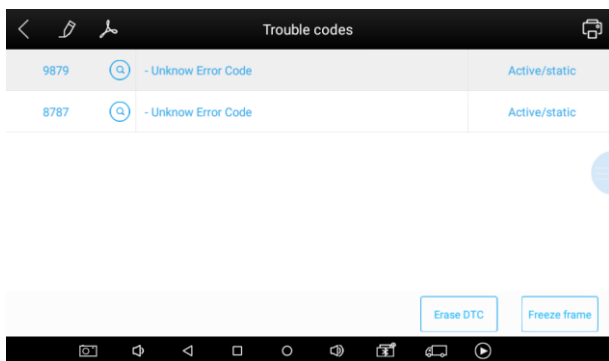 Trouble codes
9879 - Unknow Error Code Active/static
8787 - Unknow Error Code Active/static
Erase DTC Freeze frame